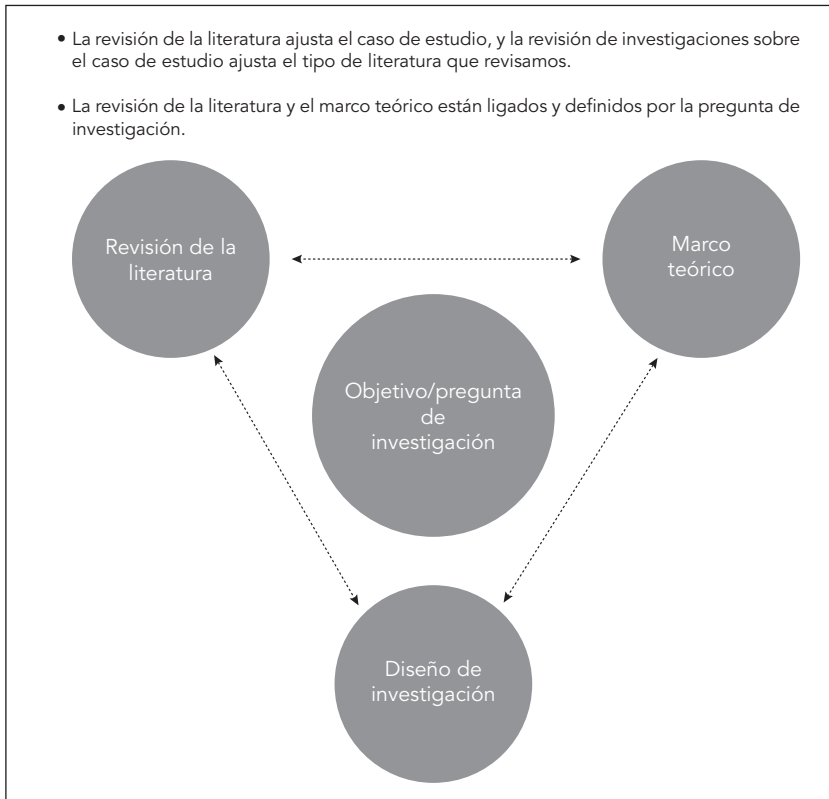 • La revisión de la literatura ajusta el caso de estudio, y la revisión de investigaciones sobre
el caso de estudio ajusta el tipo de literatura que revisamos.
• La revisión de la literatura y el marco teórico están ligados y definidos por la pregunta de
investigación.
Revisión de la
literatura
Marco
teórico
Objetivo/pregunta
de
investigación
Diseño de
investigación